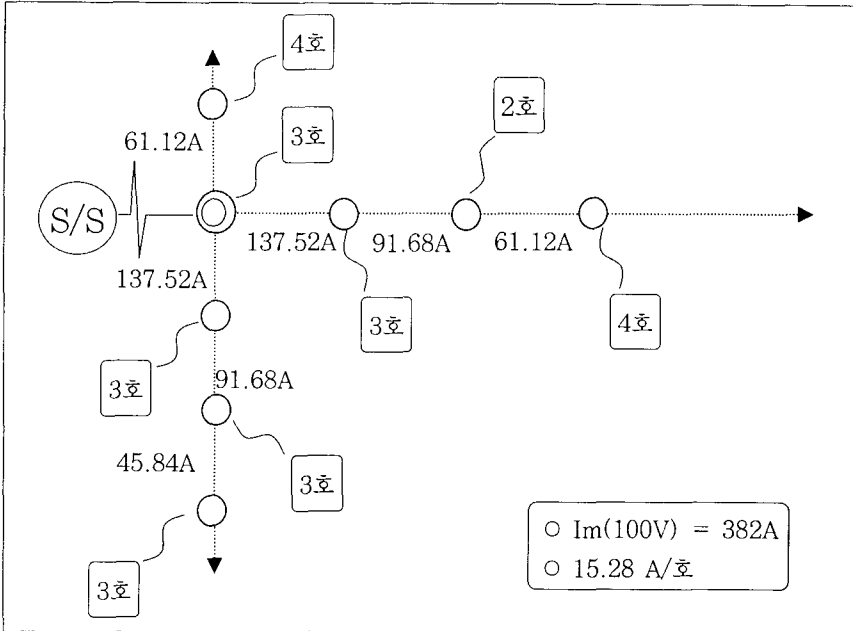 4호
2호
3호
61.12A
S/S
137.52A
91.68A
61.12A
137.52A
3호
4호
3호
91.68A
3호
45.84A
3호
○ Im(100V) = 382A
○ 15.28 A/호